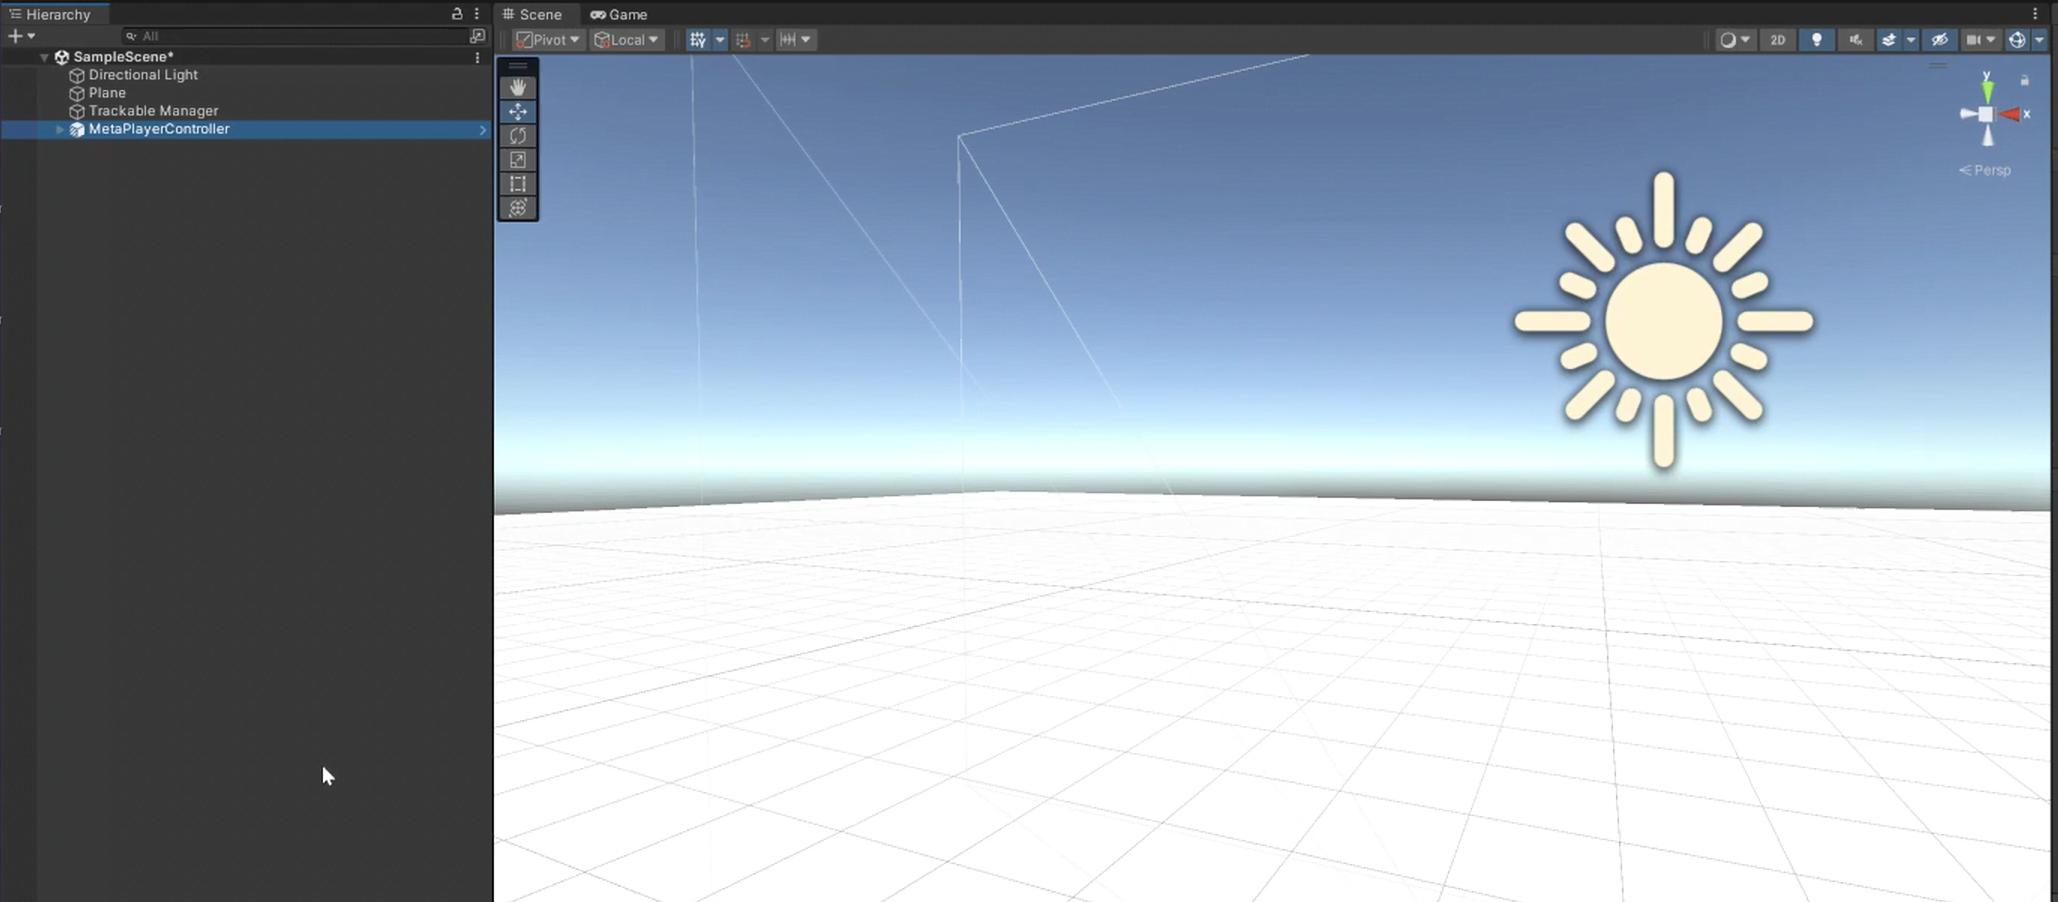 Hierarchy
All
SampleScene*
Directional Light
Plane
Trackable Manager
MetaPlayerController
Scene
Game
Pivot
Local
2D
y
x
Persp